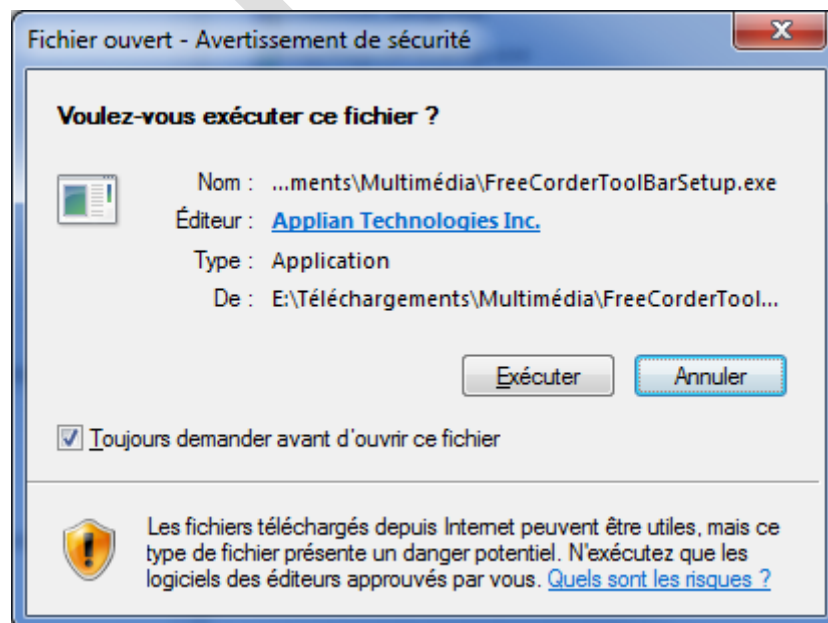 Fichier ouvert - Avertissement de sécurité
Voulez-vous exécuter ce fichier ?
Nom : ...ments\Multimédia\FreeCorderToolBarSetup.exe
Éditeur : Applian Technologies Inc.
Type : Application
De : E:\Téléchargements\Multimédia\FreeCorderTool...
Exécuter Annuler
Toujours demander avant d'ouvrir ce fichier
Les fichiers téléchargés depuis Internet peuvent être utiles, mais ce
type de fichier présente un danger potentiel. N'exécutez que les
logiciels des éditeurs approuvés par vous. Quels sont les risques ?